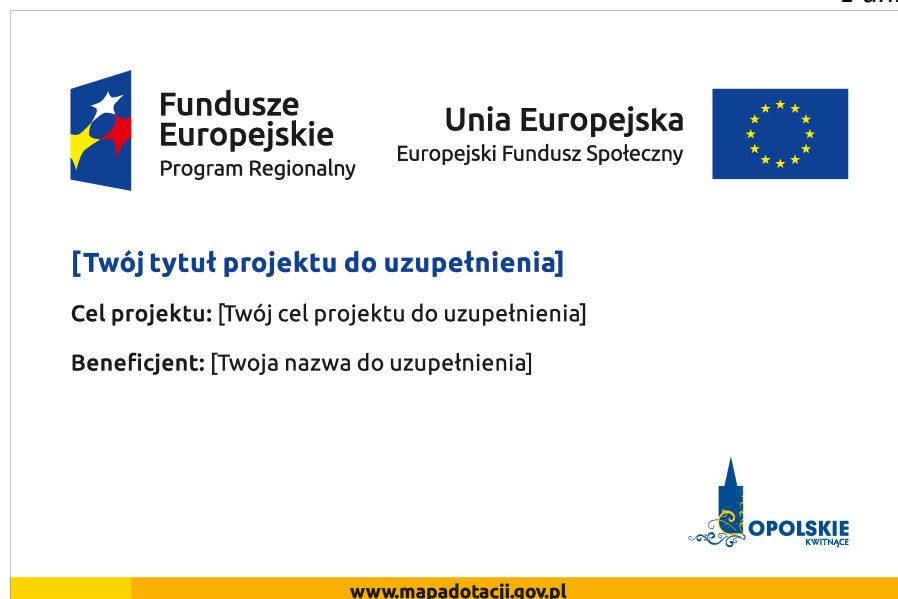 Fundusze
Europejskie
Program Regionalny
Unia Europejska
Europejski Fundusz Społeczny
[Twój tytuł projektu do uzupełnienia]
Cel projektu: [Twój cel projektu do uzupełnienia]
Beneficjent: [Twoja nazwa do uzupełnienia]
OPOLSKIE
KWITNĄCE
www.mapadotacji.gov.pl